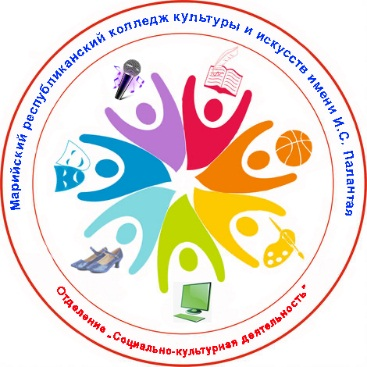 Марийский республиканский колледж культуры и искусств имени И.С. Палантая
Отделение „Социально-культурная деятельность"